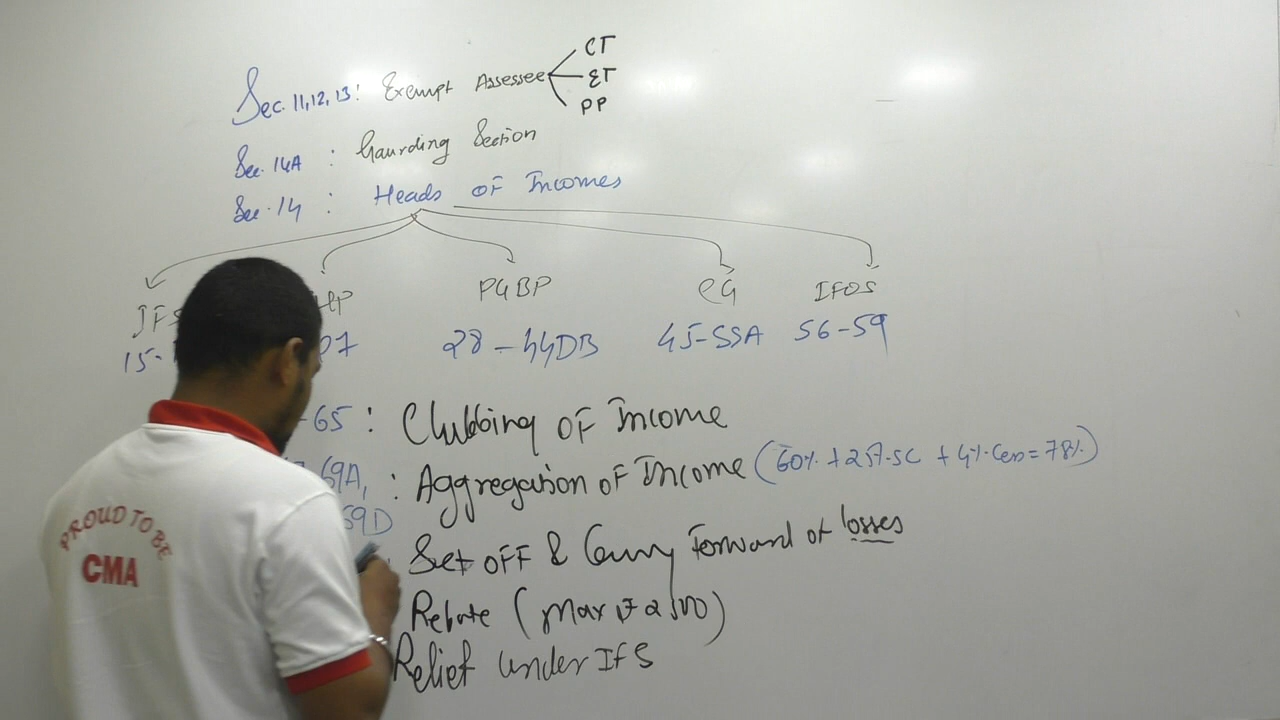 Sec. 11,12,13: Exempt Assessee
CT
ET
PP
Sec. 14A : Gaurding Section
Sec. 14 : Heads of Incomes
PGBP CG IFOS
15- 28-44DB 45-55A 56-59
-65 : Clubbing of Income
69A, : Aggregation of Income (60% + 25% SC + 4% Cess = 78%)
69D
Set off & Carry Forward of losses
Rebate (Max ₹ 2500)
Relief under IFS
PROUD TO BE
CMA